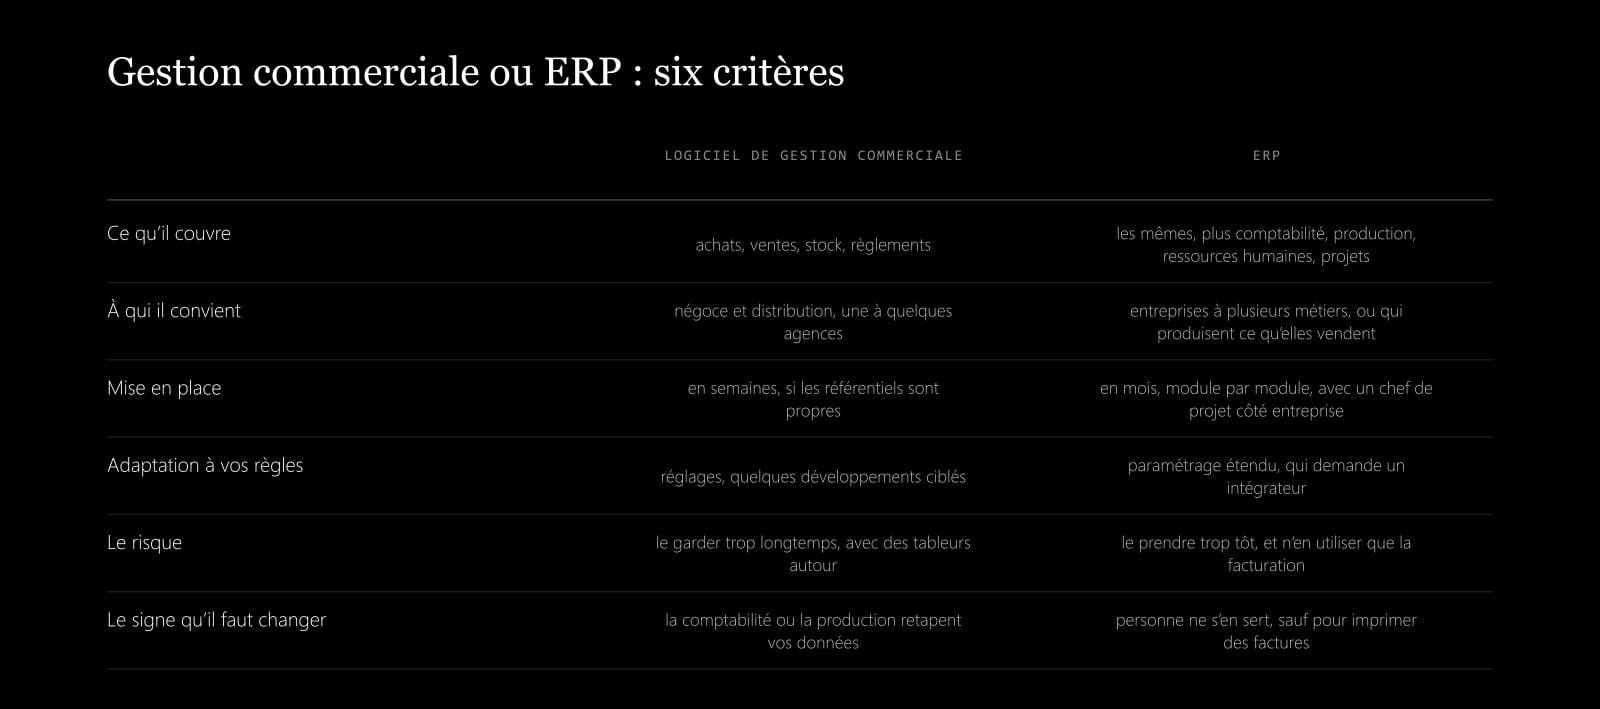 Gestion commerciale ou ERP : six critères
LOGICIEL DE GESTION COMMERCIALE
ERP
Ce qu’il couvre
achats, ventes, stock, règlements
les mêmes, plus comptabilité, production,
ressources humaines, projets
À qui il convient
négoce et distribution, une à quelques
agences
entreprises à plusieurs métiers, ou qui
produisent ce qu’elles vendent
Mise en place
en semaines, si les référentiels sont
propres
en mois, module par module, avec un chef de
projet côté entreprise
Adaptation à vos règles
réglages, quelques développements ciblés
paramétrage étendu, qui demande un
intégrateur
Le risque
le garder trop longtemps, avec des tableurs
autour
le prendre trop tôt, et n’en utiliser que la
facturation
Le signe qu’il faut changer
la comptabilité ou la production retapent
vos données
personne ne s’en sert, sauf pour imprimer
des factures